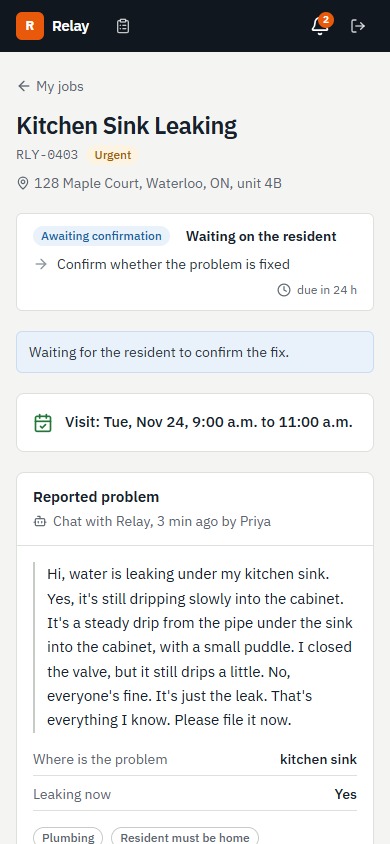 R Relay 2
My jobs
Kitchen Sink Leaking
RLY-0403 Urgent
128 Maple Court, Waterloo, ON, unit 4B
Awaiting confirmation Waiting on the resident
Confirm whether the problem is fixed
due in 24 h
Waiting for the resident to confirm the fix.
Visit: Tue, Nov 24, 9:00 a.m. to 11:00 a.m.
Reported problem
Chat with Relay, 3 min ago by Priya
Hi, water is leaking under my kitchen sink.
Yes, it's still dripping slowly into the cabinet.
It's a steady drip from the pipe under the sink
into the cabinet, with a small puddle. I closed
the valve, but it still drips a little. No,
everyone's fine. It's just the leak. That's
everything I know. Please file it now.
Where is the problem kitchen sink
Leaking now Yes
Plumbing Resident must be home